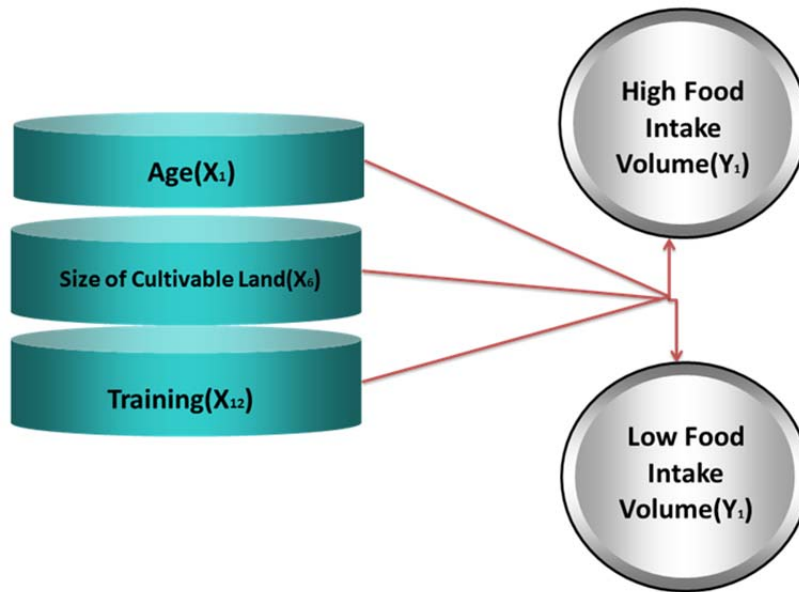 Age(X₁)
Size of Cultivable Land(X₆)
Training(X₁₂)
High Food
Intake
Volume(Y₁)
Low Food
Intake
Volume(Y₁)